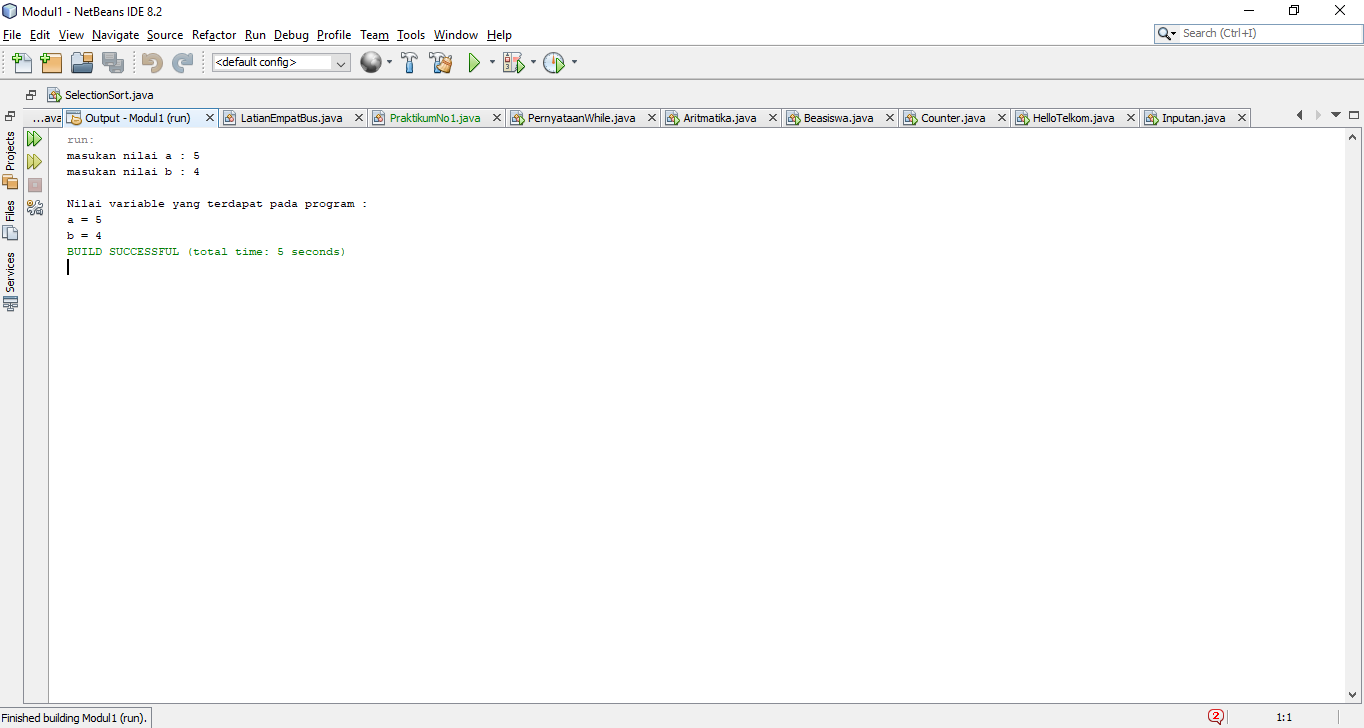 Modul1 - NetBeans IDE 8.2
File Edit View Navigate Source Refactor Run Debug Profile Team Tools Window Help
Search (Ctrl+I)
<default config>
SelectionSort.java
...ava Output - Modul1 (run) LatianEmpatBus.java PraktikumNo1.java PernyataanWhile.java Aritmatika.java Beasiswa.java Counter.java HelloTelkom.java Inputan.java
Projects
Files
Services
run:
masukan nilai a : 5
masukan nilai b : 4
Nilai variable yang terdapat pada program :
a = 5
b = 4
BUILD SUCCESSFUL (total time: 5 seconds)
Finished building Modul1 (run).
2
1:1